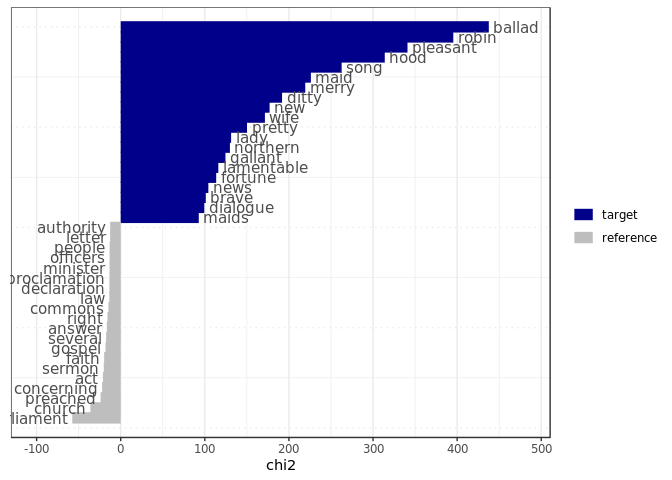 ballad
robin
pleasant
hood
song
maid
merry
ditty
new
wife
pretty
lady
northern
gallant
lamentable
fortune
news
brave
dialogue
maids
authority
letter
people
officers
minister
proclamation
declaration
law
commons
right
answer
several
gospel
faith
sermon
act
concerning
preached
church
liament
target
reference
-100 0 100 200 300 400 500
chi2